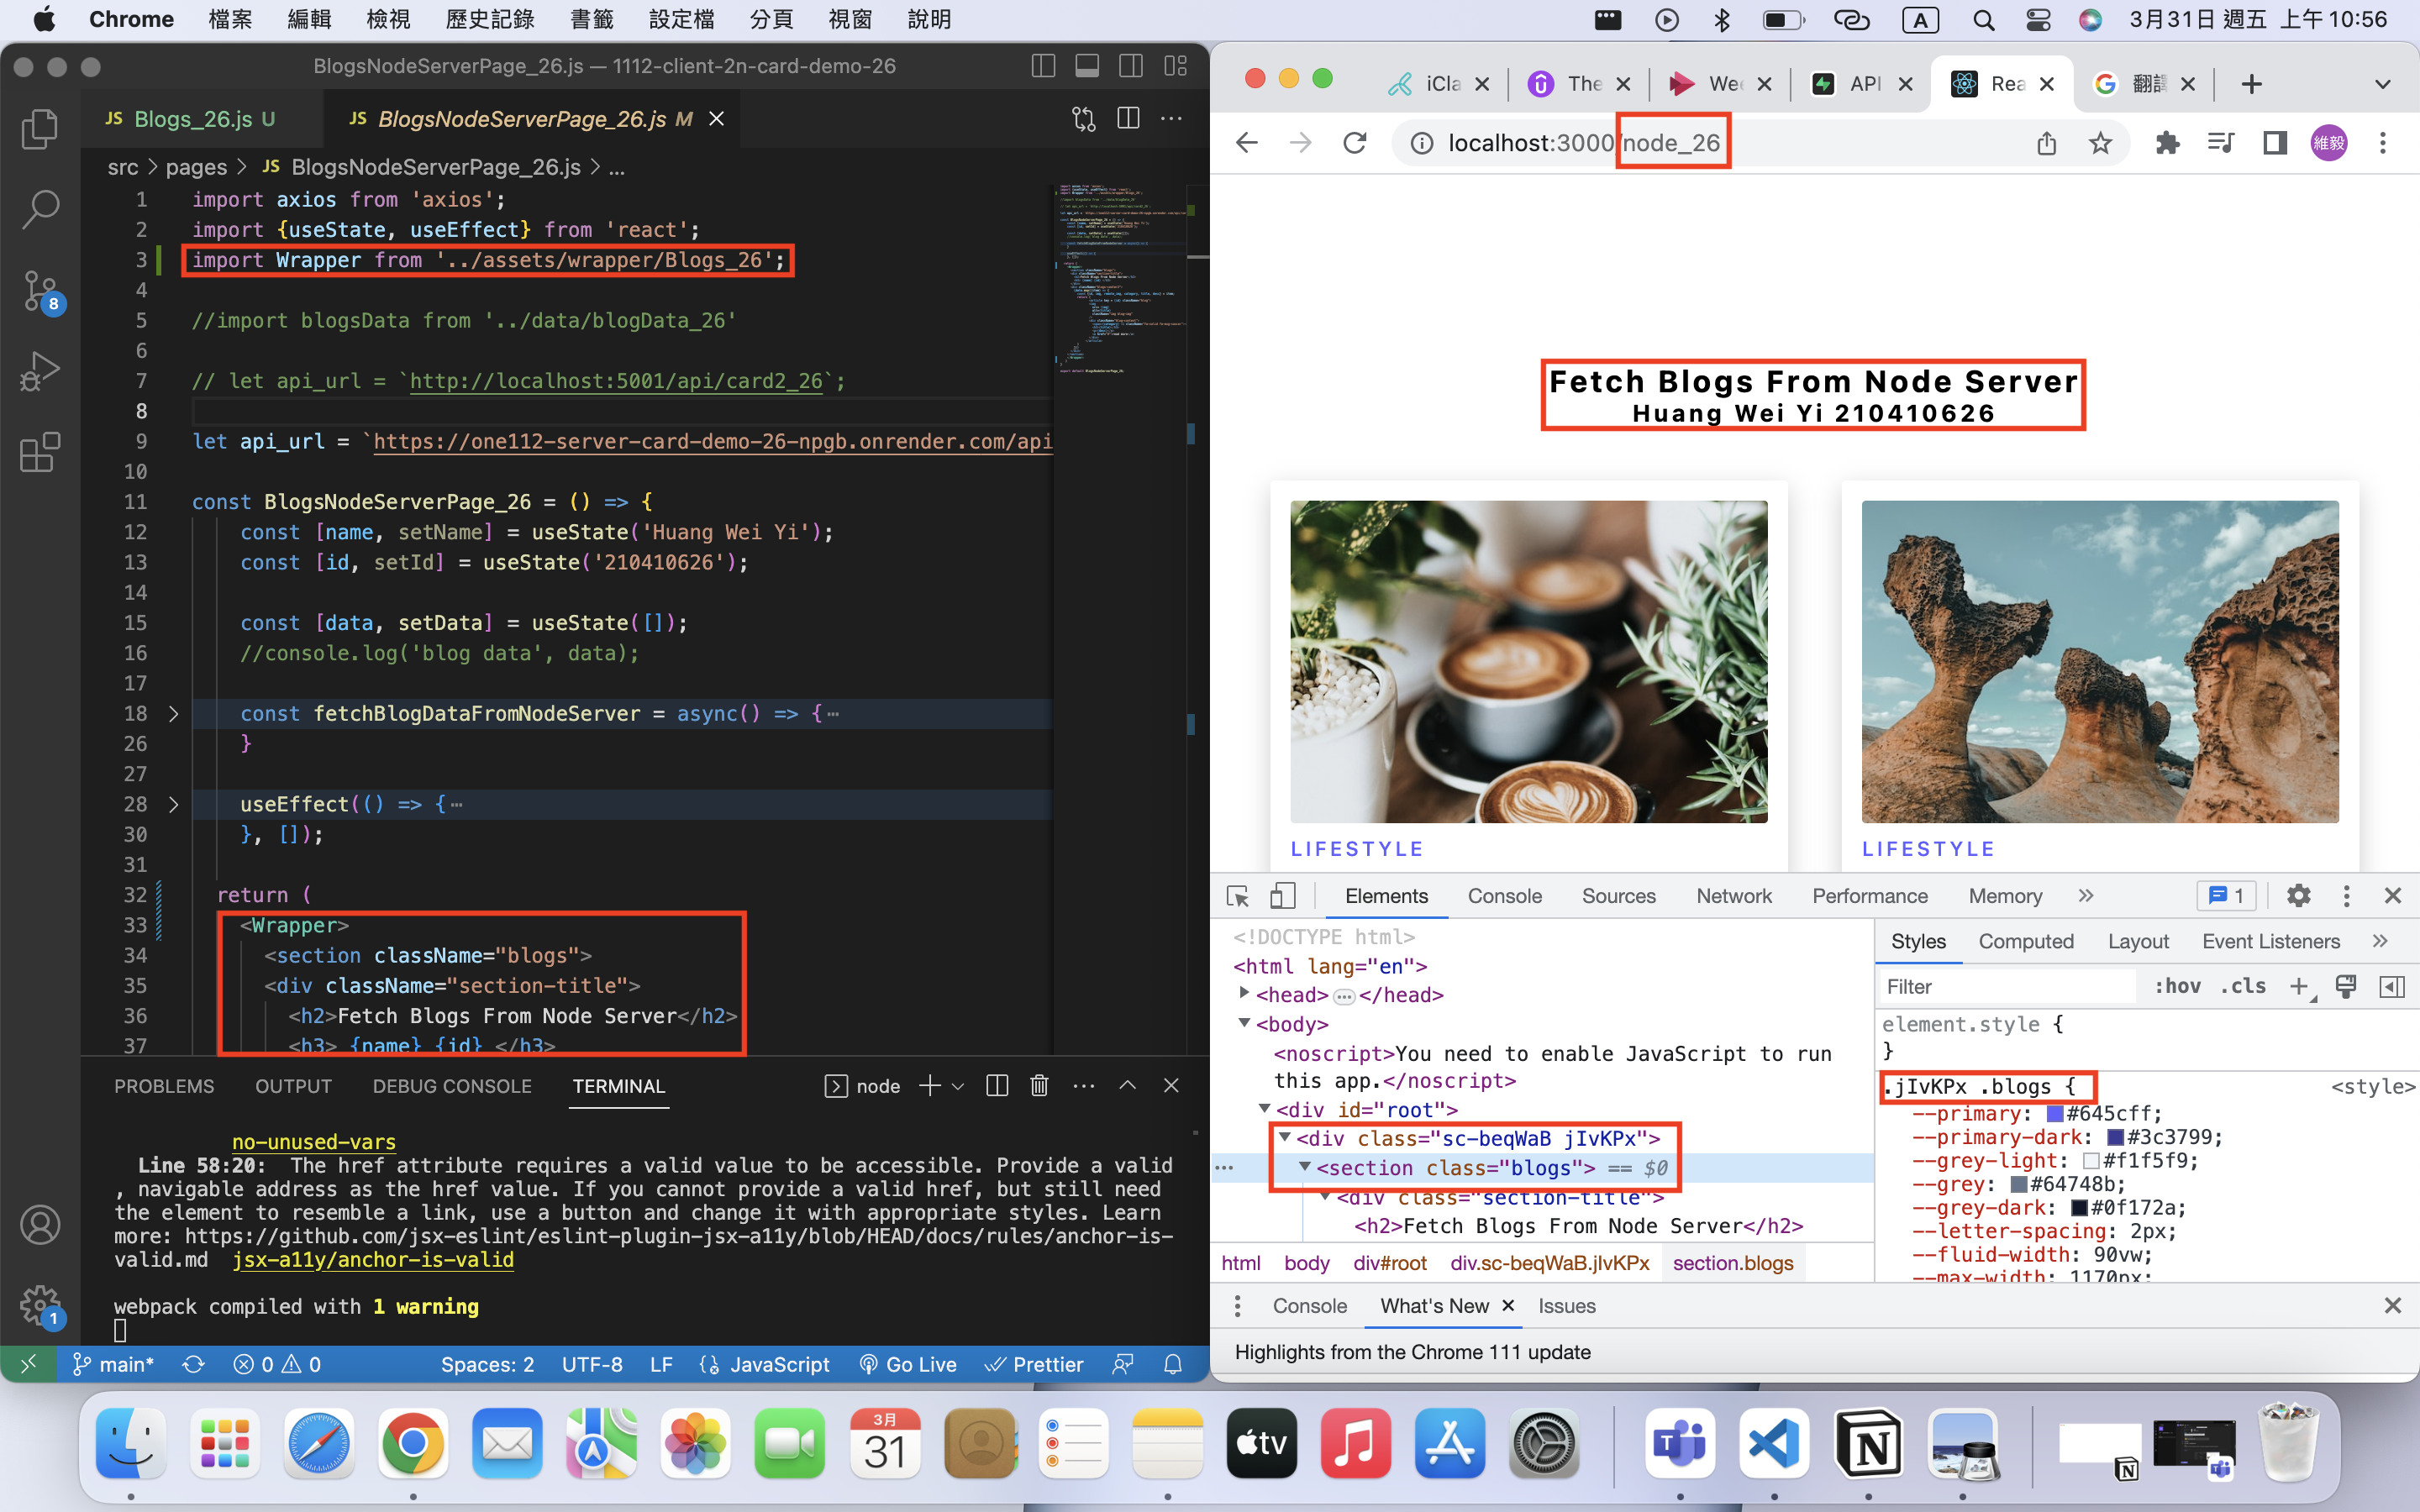 Chrome 檔案 編輯 檢視 歷史記錄 書籤 設定檔 分頁 視窗 說明 A 3月31日 週五 上午 10:56
BlogsNodeServerPage_26.js — 1112-client-2n-card-demo-26
JS Blogs_26.js U JS BlogsNodeServerPage_26.js M
src > pages > JS BlogsNodeServerPage_26.js > ...
1 import axios from 'axios';
2 import {useState, useEffect} from 'react';
3 import Wrapper from '../assets/wrapper/Blogs_26';
4
5 //import blogsData from '../data/blogData_26'
6
7 // let api_url = `http://localhost:5001/api/card2_26`;
8
9 let api_url = `https://one112-server-card-demo-26-npgb.onrender.com/api
10
11 const BlogsNodeServerPage_26 = () => {
12 const [name, setName] = useState('Huang Wei Yi');
13 const [id, setId] = useState('210410626');
14
15 const [data, setData] = useState([]);
16 //console.log('blog data', data);
17
18 const fetchBlogDataFromNodeServer = async() => {…
26 }
27
28 useEffect(() => {…
30 }, []);
31
32 return (
33 <Wrapper>
34 <section className="blogs">
35 <div className="section-title">
36 <h2>Fetch Blogs From Node Server</h2>
37 <h3> {name} {id} </h3>
PROBLEMS OUTPUT DEBUG CONSOLE TERMINAL node
no-unused-vars
Line 58:20: The href attribute requires a valid value to be accessible. Provide a valid
, navigable address as the href value. If you cannot provide a valid href, but still need
the element to resemble a link, use a button and change it with appropriate styles. Learn
more: https://github.com/jsx-eslint/eslint-plugin-jsx-a11y/blob/HEAD/docs/rules/anchor-is-
valid.md jsx-a11y/anchor-is-valid
webpack compiled with 1 warning
8
1
main* 0 0 Spaces: 2 UTF-8 LF JavaScript Go Live Prettier
iCla The Wee API Rea 翻譯
localhost:3000/node_26 維毅
Fetch Blogs From Node Server
Huang Wei Yi 210410626
LIFESTYLE LIFESTYLE
Elements Console Sources Network Performance Memory 1
<!DOCTYPE html>
<html lang="en">
<head>…</head>
<body>
<noscript>You need to enable JavaScript to run
this app.</noscript>
<div id="root">
<div class="sc-beqWaB jIvKPx">
… <section class="blogs"> == $0
<div class="section-title">
<h2>Fetch Blogs From Node Server</h2>
html body div#root div.sc-beqWaB.jIvKPx section.blogs
Styles Computed Layout Event Listeners
Filter :hov .cls
element.style {
}
.jIvKPx .blogs { <style>
--primary: #645cff;
--primary-dark: #3c3799;
--grey-light: #f1f5f9;
--grey: #64748b;
--grey-dark: #0f172a;
--letter-spacing: 2px;
--fluid-width: 90vw;
--max-width: 1170px;
Console What's New Issues
Highlights from the Chrome 111 update
3月
31
tv
T
N
N